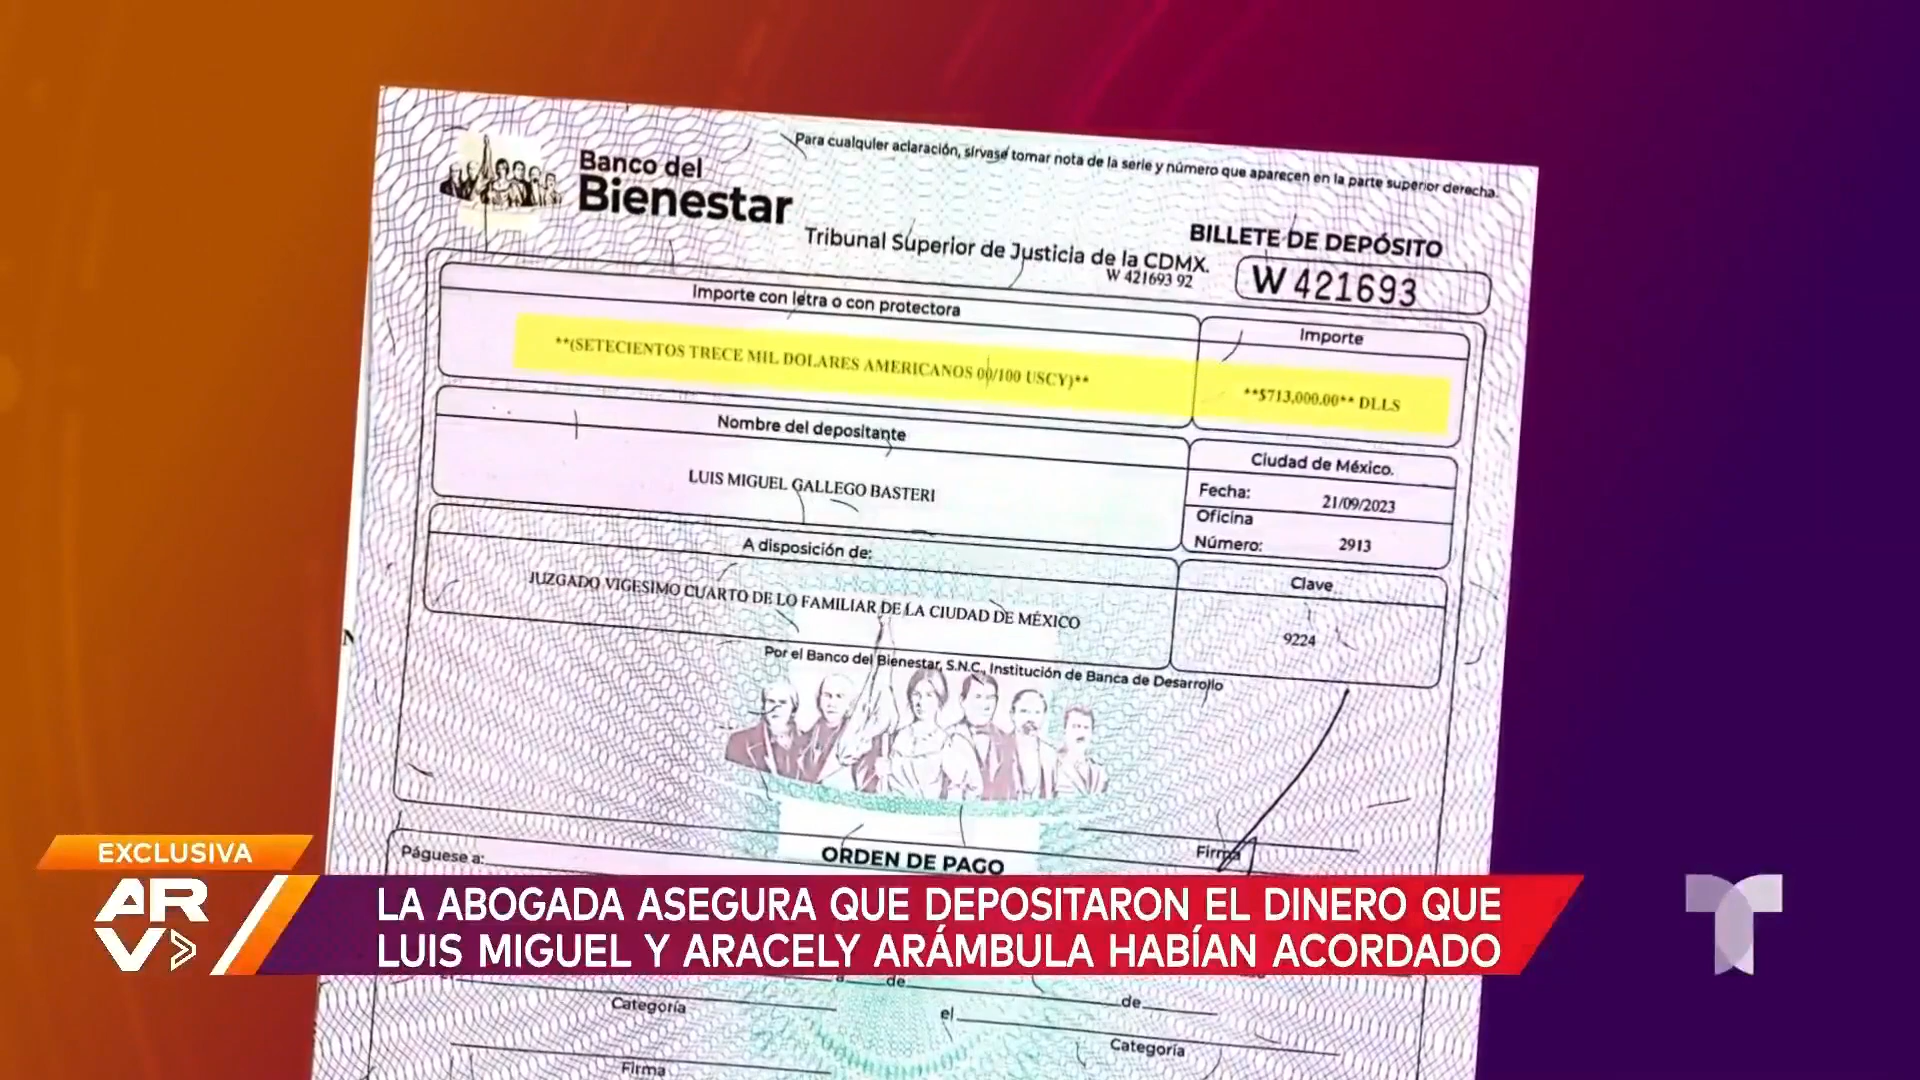 Para cualquier aclaración, sírvase tomar nota de la serie y número que aparecen en la parte superior derecha.
Banco del
Bienestar
Tribunal Superior de Justicia de la CDMX.
W 421693 92
BILLETE DE DEPÓSITO
W 421693
Importe con letra o con protectora
Importe
**(SETECIENTOS TRECE MIL DOLARES AMERICANOS 00/100 USCY)**
**$713,000.00** DLLS
Nombre del depositante
LUIS MIGUEL GALLEGO BASTERI
Ciudad de México.
Fecha: 21/09/2023
Oficina
Número: 2913
A disposición de:
JUZGADO VIGESIMO CUARTO DE LO FAMILIAR DE LA CIUDAD DE MÉXICO
Clave
9224
Por el Banco del Bienestar, S.N.C., Institución de Banca de Desarrollo
Firma
ORDEN DE PAGO
Páguese a:
EXCLUSIVA
ARV
LA ABOGADA ASEGURA QUE DEPOSITARON EL DINERO QUE
LUIS MIGUEL Y ARACELY ARÁMBULA HABÍAN ACORDADO
T
a de de
Categoría
el
Categoría
Firma